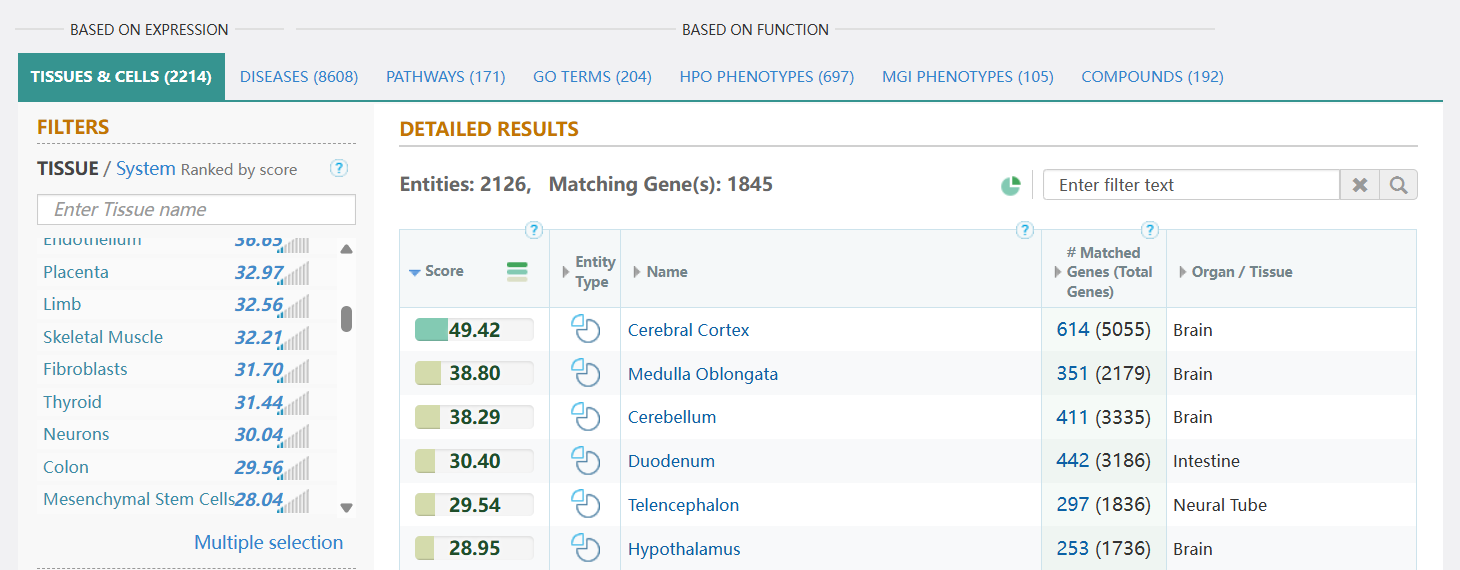 BASED ON EXPRESSION BASED ON FUNCTION
TISSUES & CELLS (2214) DISEASES (8608) PATHWAYS (171) GO TERMS (204) HPO PHENOTYPES (697) MGI PHENOTYPES (105) COMPOUNDS (192)
FILTERS
TISSUE / System Ranked by score ?
Enter Tissue name
Endothelium 36.65
Placenta 32.97
Limb 32.56
Skeletal Muscle 32.21
Fibroblasts 31.70
Thyroid 31.44
Neurons 30.04
Colon 29.56
Mesenchymal Stem Cells 28.04
Multiple selection
DETAILED RESULTS
Entities: 2126, Matching Gene(s): 1845
Enter filter text
? ? ?
Score Entity Type Name # Matched Genes (Total Genes) Organ / Tissue
49.42 Cerebral Cortex 614 (5055) Brain
38.80 Medulla Oblongata 351 (2179) Brain
38.29 Cerebellum 411 (3335) Brain
30.40 Duodenum 442 (3186) Intestine
29.54 Telencephalon 297 (1836) Neural Tube
28.95 Hypothalamus 253 (1736) Brain